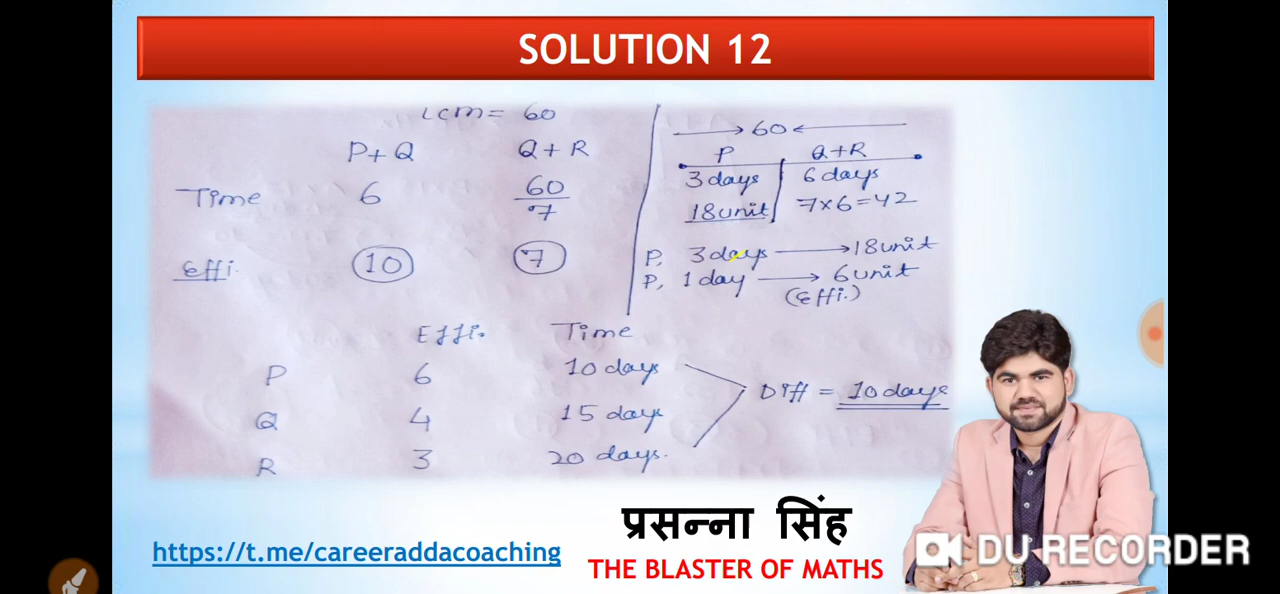 SOLUTION 12
LCM = 60
P+Q Q+R
Time 6 60/7
Effi. 10 7
→ 60 ←
P Q+R
3 days 6 days
18 unit 7×6=42
P, 3 days → 18 unit
P, 1 day → 6 unit
(Effi.)
Effi. Time
P 6 10 days
Q 4 15 days
R 3 20 days.
Diff = 10 days
प्रसन्ना सिंह
https://t.me/careeraddacoaching
THE BLASTER OF MATHS
DU RECORDER